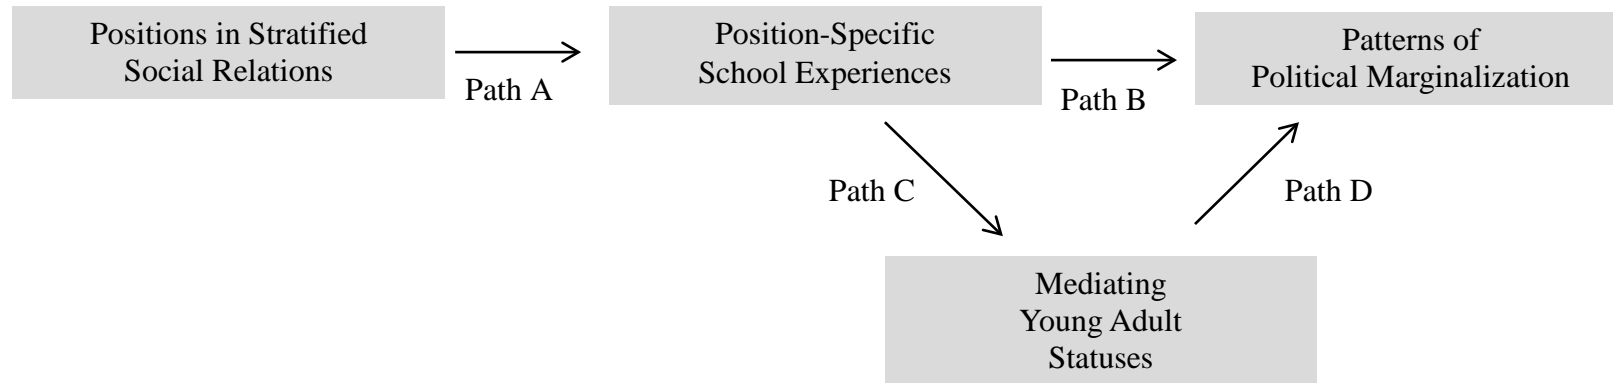 Positions in Stratified
Social Relations
Path A
Position-Specific
School Experiences
Path B
Patterns of
Political Marginalization
Path C
Path D
Mediating
Young Adult
Statuses